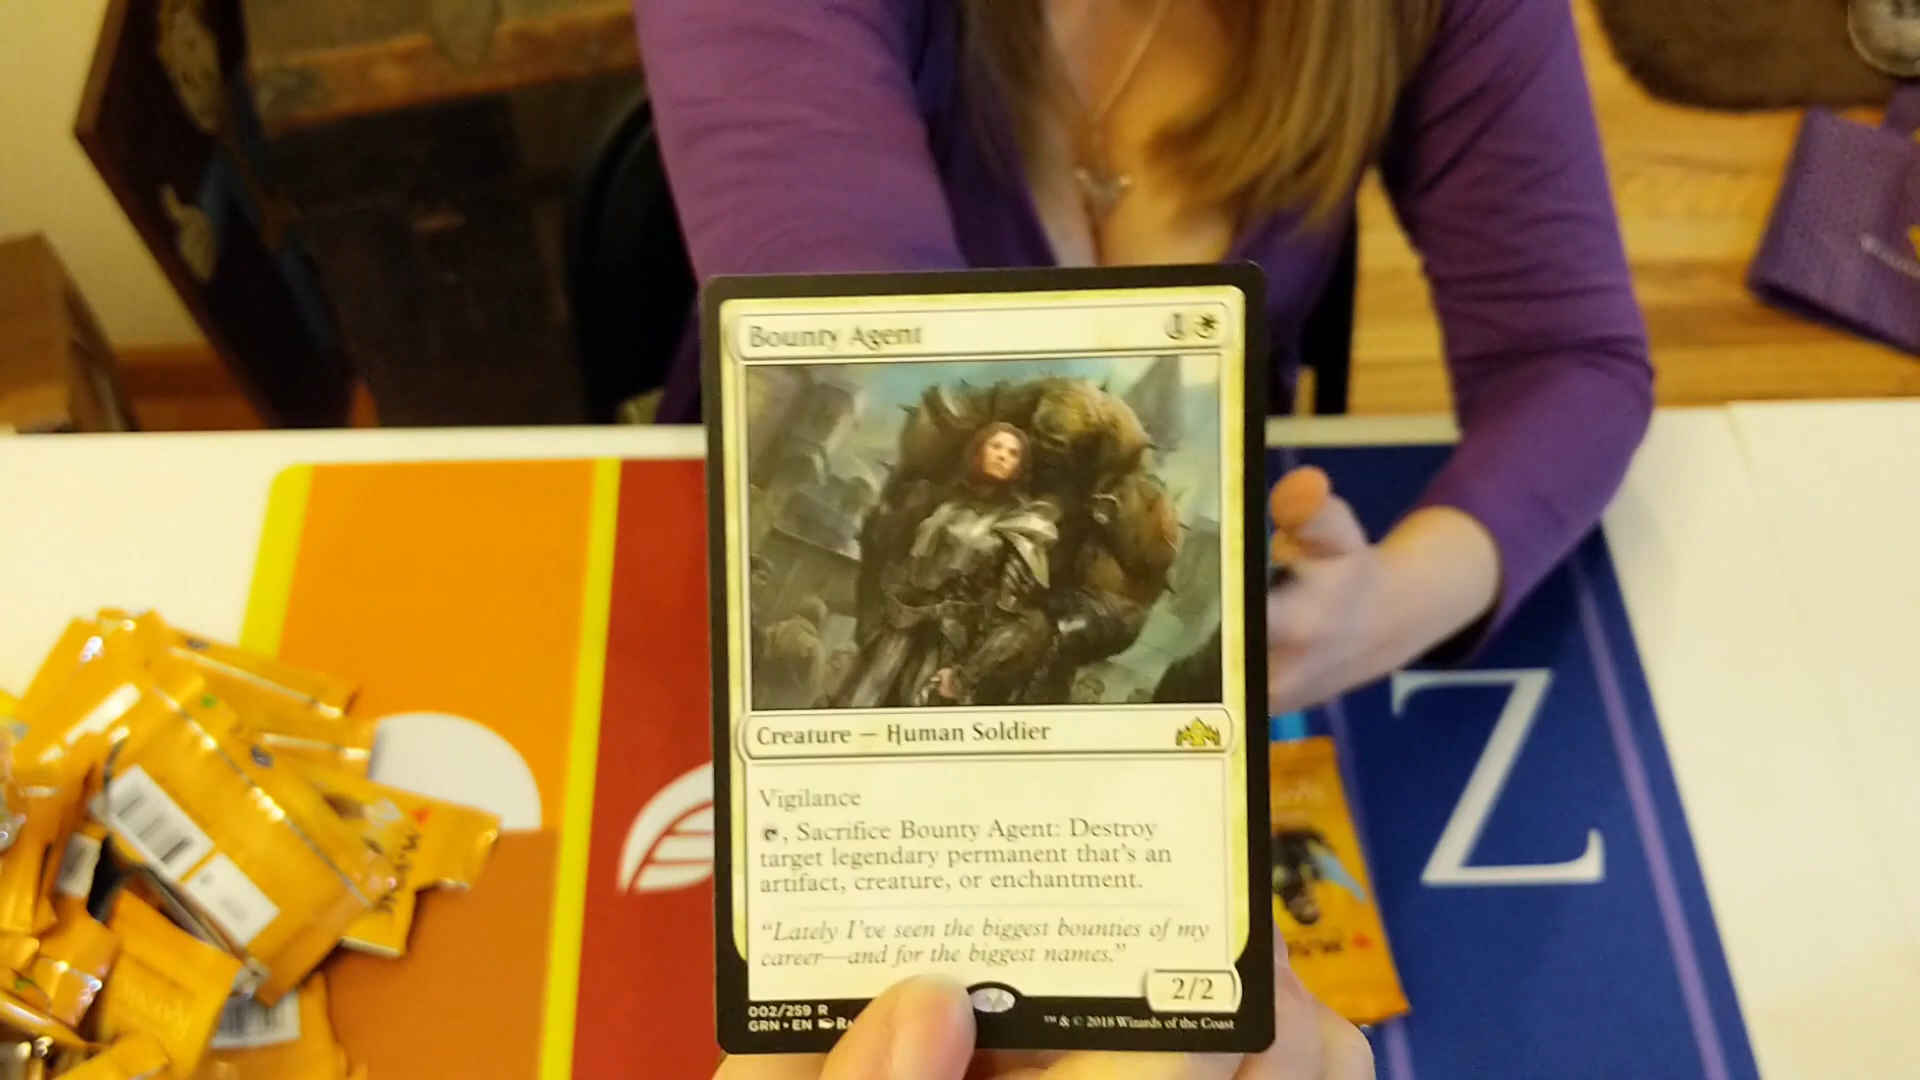 Bounty Agent 1
Creature — Human Soldier
Vigilance
, Sacrifice Bounty Agent: Destroy
target legendary permanent that's an
artifact, creature, or enchantment.
"Lately I've seen the biggest bounties of my
career—and for the biggest names."
2/2
002/259 R
GRN • EN
™ & © 2018 Wizards of the Coast
Z